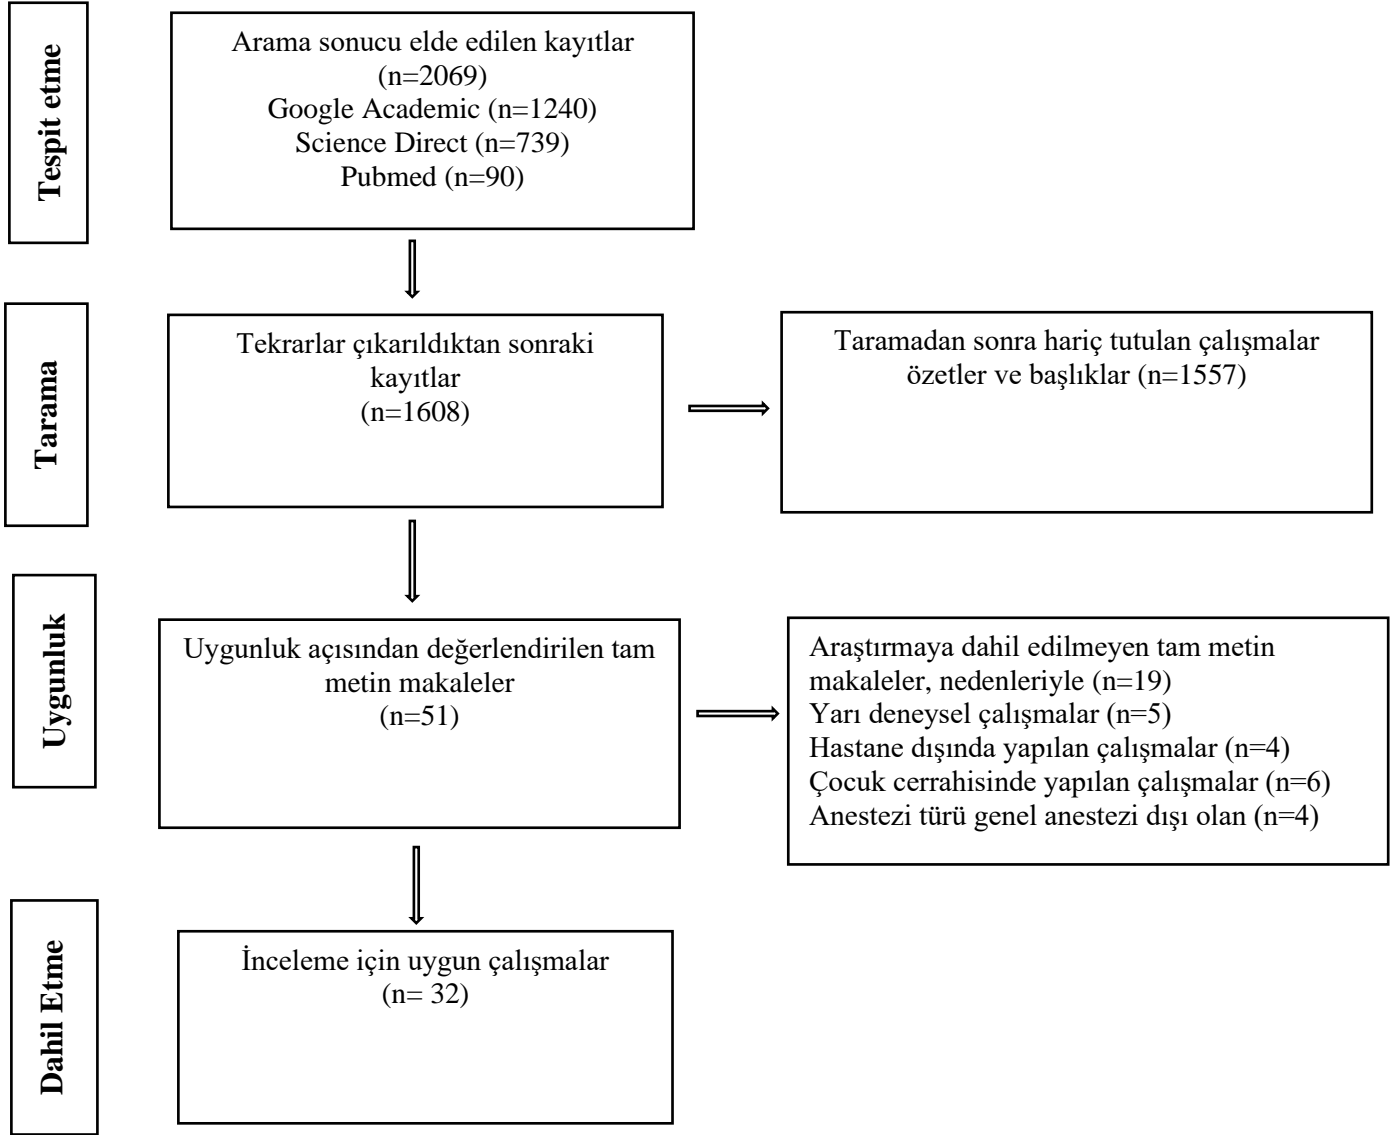 Tespit etme
Arama sonucu elde edilen kayıtlar
(n=2069)
Google Academic (n=1240)
Science Direct (n=739)
Pubmed (n=90)
Tarama
Tekrarlar çıkarıldıktan sonraki
kayıtlar
(n=1608)
Taramadan sonra hariç tutulan çalışmalar
özetler ve başlıklar (n=1557)
Uygunluk
Uygunluk açısından değerlendirilen tam
metin makaleler
(n=51)
Araştırmaya dahil edilmeyen tam metin
makaleler, nedenleriyle (n=19)
Yarı deneysel çalışmalar (n=5)
Hastane dışında yapılan çalışmalar (n=4)
Çocuk cerrahisinde yapılan çalışmalar (n=6)
Anestezi türü genel anestezi dışı olan (n=4)
Dahil Etme
İnceleme için uygun çalışmalar
(n= 32)